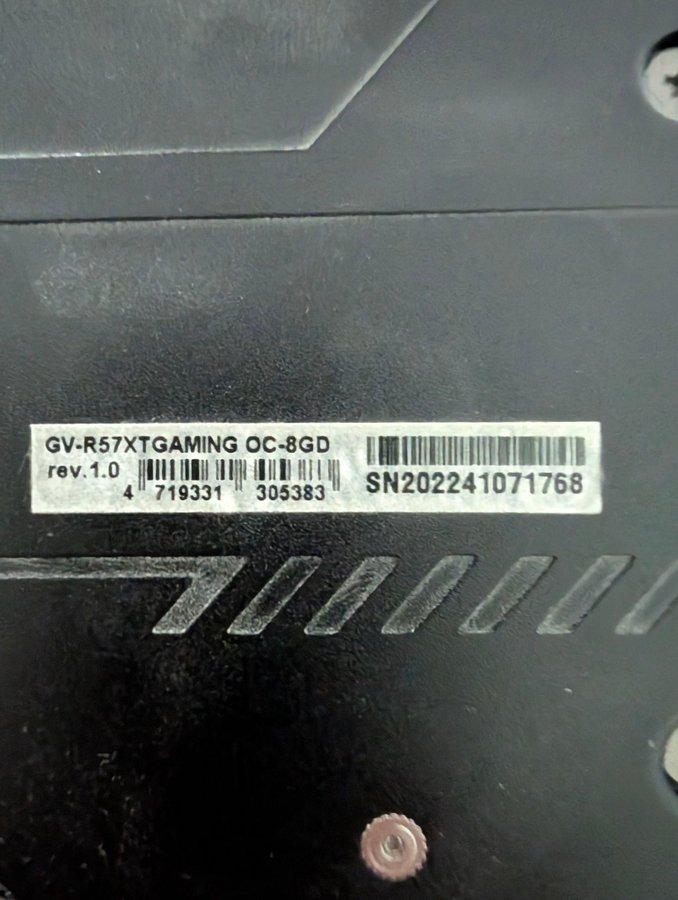 GV-R57XTGAMING OC-8GD
rev.1.0
4 719331 305383
SN202241071768